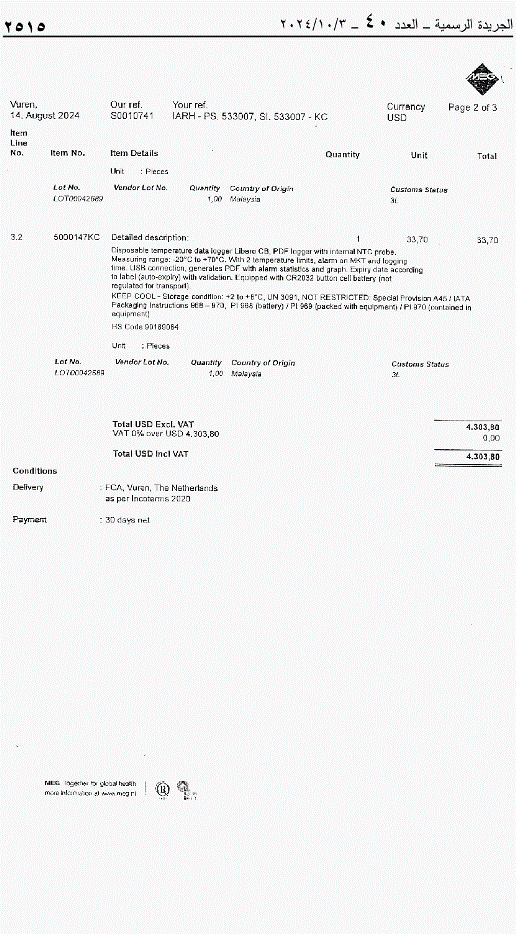 ٢٥١٥
الجريدة الرسمية – العدد ٤٠ – ٢٠٢٤/١٠/٣
MEG
Vuren,
14, August 2024
Our ref.
S0010741
Your ref.
IARH - PS. 533007, SI. 533007 - KC
Currency
USD
Page 2 of 3
Item
Line
No. Item No. Item Details Quantity Unit Total
Unit : Pieces
Lot No. Vendor Lot No. Quantity Country of Origin Customs Status
LOT00042689 1,00 Malaysia 3L
3.2 5000147KC Detailed description: 1 33,70 33,70
Disposable temperature data logger Libero CB, PDF logger with internal NTC probe.
Measuring range: -20°C to +70°C. With 2 temperature limits, alarm on MKT and logging
time. USB connection, generates PDF with alarm statistics and graph. Expiry date according
to label (auto-expiry) with validation. Equipped with CR2032 button cell battery (not
regulated for transport).
KEEP COOL - Storage condition: +2 to +8°C, UN 3091, NOT RESTRICTED: Special Provision A45 / IATA
Packaging Instructions 968 – 970, PI 968 (battery) / PI 969 (packed with equipment) / PI 970 (contained in
equipment)
HS Code
Unit : Pieces
Lot No. Vendor Lot No. Quantity Country of Origin Customs Status
LOT00042689 1,00 Malaysia 3L
Total USD Excl. VAT 4.303,80
VAT 0% over USD 4.303,80 0,00
Total USD Incl VAT 4.303,80
Conditions
Delivery : FCA, Vuren, The Netherlands
as per Incoterms 2020
Payment : 30 days net
MEG. Together for global health
more information at www.meg.nl